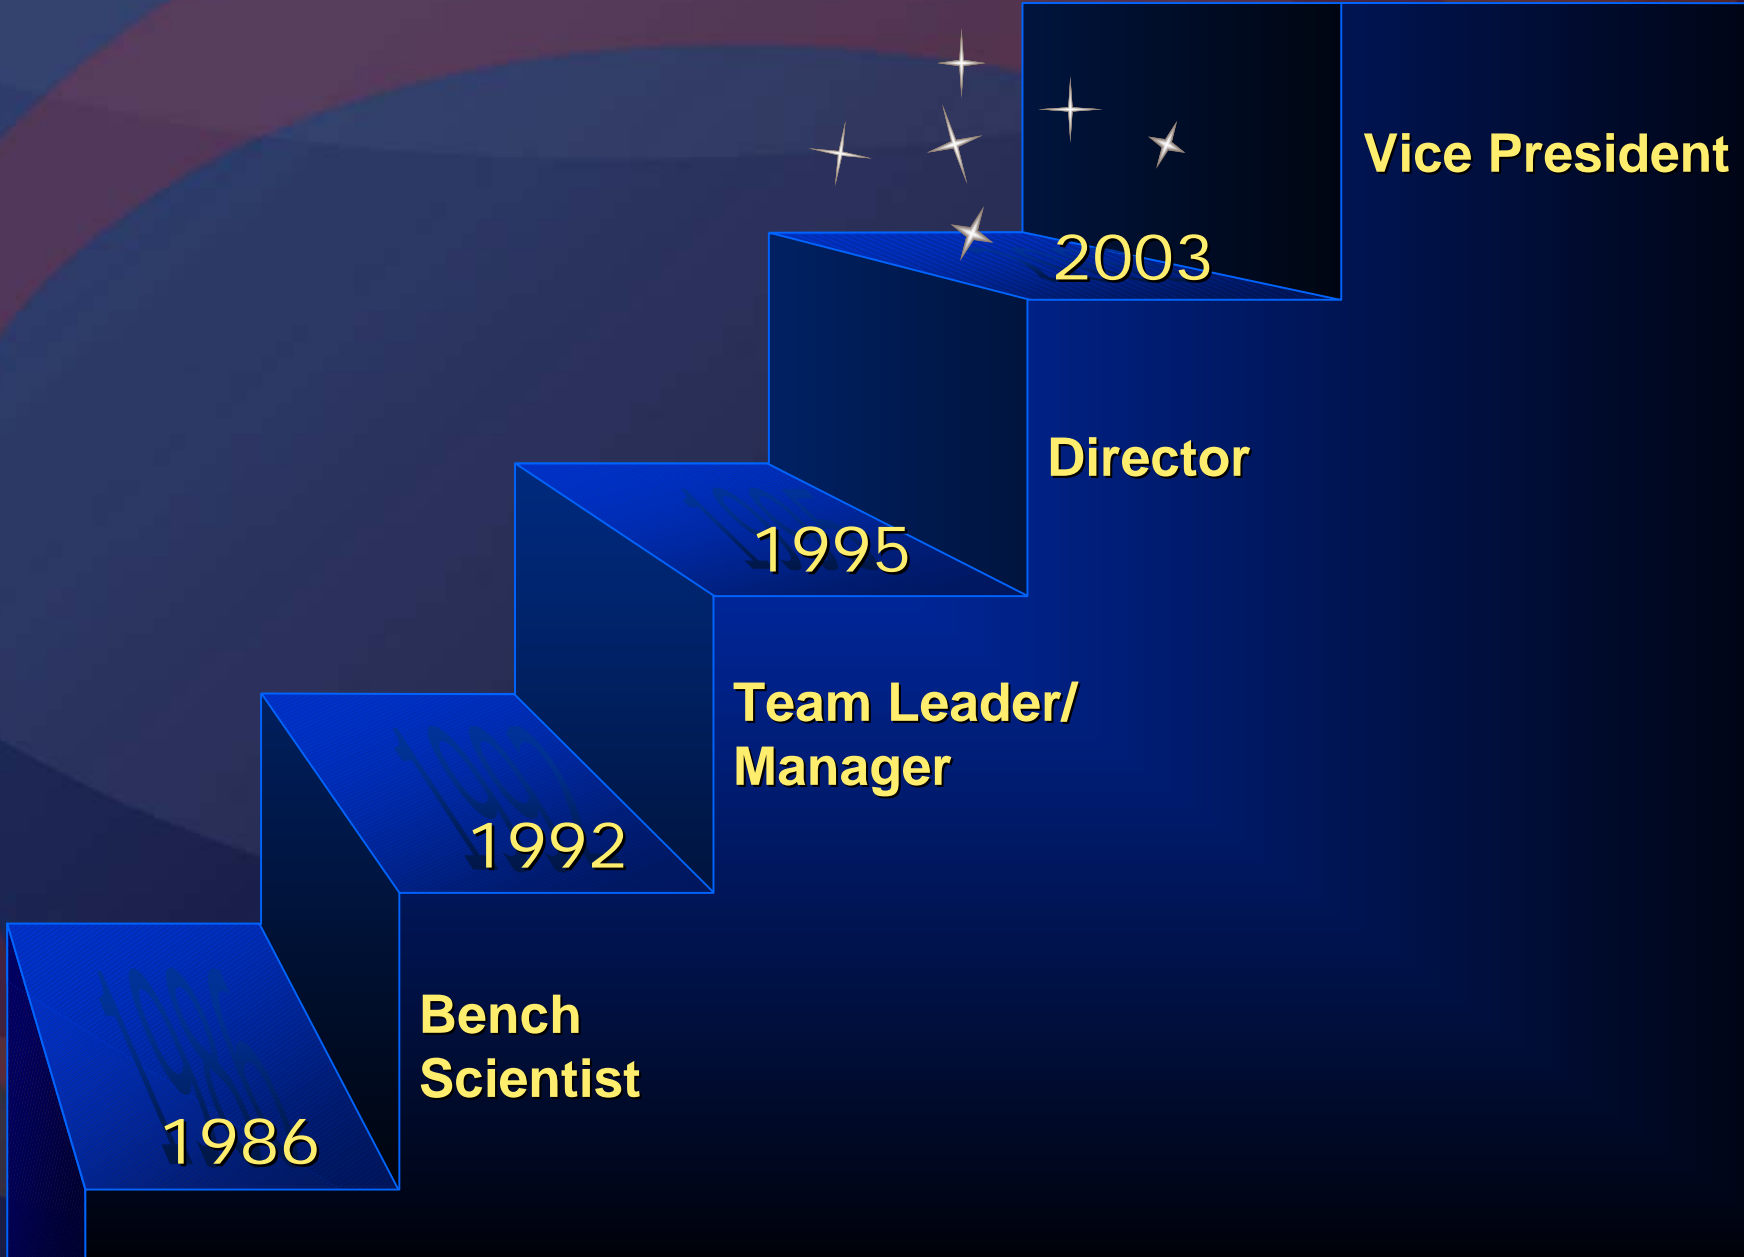 Vice President
2003
Director
1995
Team Leader/
Manager
1992
Bench
Scientist
1986